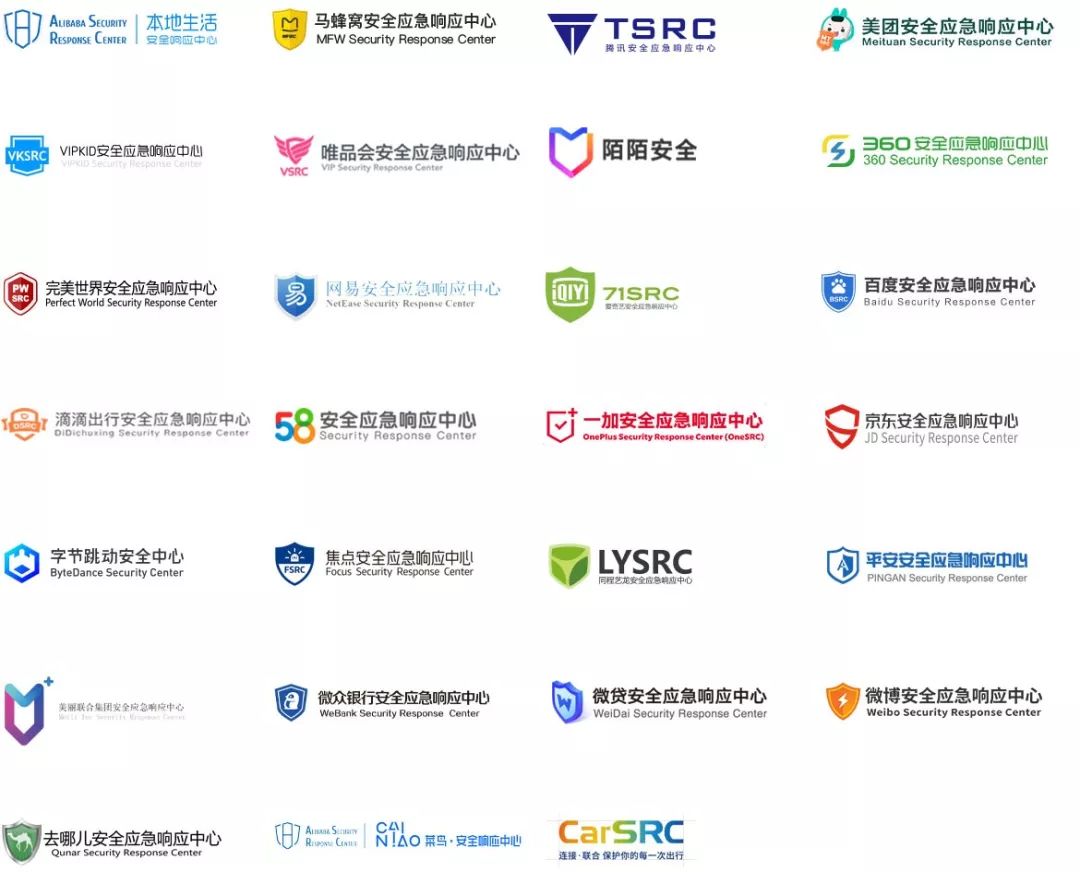 ALIBABA SECURITY
RESPONSE CENTER
本地生活
安全响应中心
MFW
马蜂窝安全应急响应中心
MFW Security Response Center
TSRC
腾讯安全应急响应中心
美团安全应急响应中心
Meituan Security Response Center
VKSRC
VIPKID安全应急响应中心
VIPKID Security Response Center
VSRC
唯品会安全应急响应中心
VIP Security Response Center
陌陌安全
360安全应急响应中心
360 Security Response Center
PW
SRC
完美世界安全应急响应中心
Perfect World Security Response Center
易
网易安全应急响应中心
NetEase Security Response Center
iQIYI
71SRC
爱奇艺安全应急响应中心
BSRC
百度安全应急响应中心
Baidu Security Response Center
DSRC
滴滴出行安全应急响应中心
DiDichuxing Security Response Center
58
安全应急响应中心
Security Response Center
一加安全应急响应中心
OnePlus Security Response Center (OneSRC)
京东安全应急响应中心
JD Security Response Center
字节跳动安全中心
ByteDance Security Center
FSRC
焦点安全应急响应中心
Focus Security Response Center
LYSRC
同程艺龙安全应急响应中心
平安安全应急响应中心
PINGAN Security Response Center
美丽联合集团安全应急响应中心
微众银行安全应急响应中心
WeBank Security Response Center
微贷安全应急响应中心
WeiDai Security Response Center
微博安全应急响应中心
Weibo Security Response Center
去哪儿安全应急响应中心
Qunar Security Response Center
ALIBABA SECURITY
RESPONSE CENTER
CAI
NIAO 菜鸟·安全响应中心
CarSRC
连接·联合 保护你的每一次出行